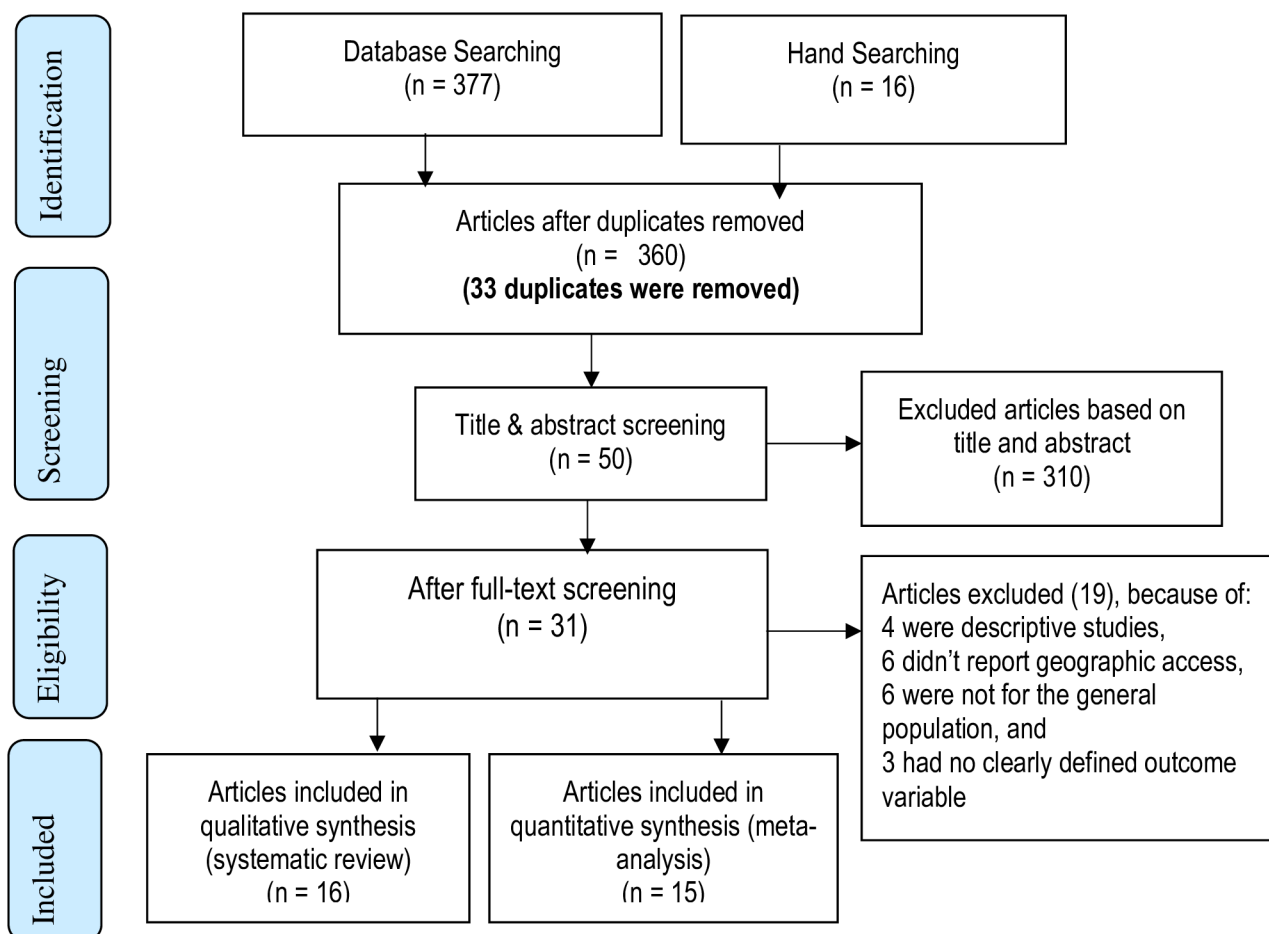 Identification
Database Searching
(n = 377)
Hand Searching
(n = 16)
Articles after duplicates removed
(n = 360)
(33 duplicates were removed)
Screening
Title & abstract screening
(n = 50)
Excluded articles based on
title and abstract
(n = 310)
Eligibility
After full-text screening
(n = 31)
Articles excluded (19), because of:
4 were descriptive studies,
6 didn’t report geographic access,
6 were not for the general
population, and
3 had no clearly defined outcome
variable
Included
Articles included in
qualitative synthesis
(systematic review)
(n = 16)
Articles included in
quantitative synthesis (meta-
analysis)
(n = 15)